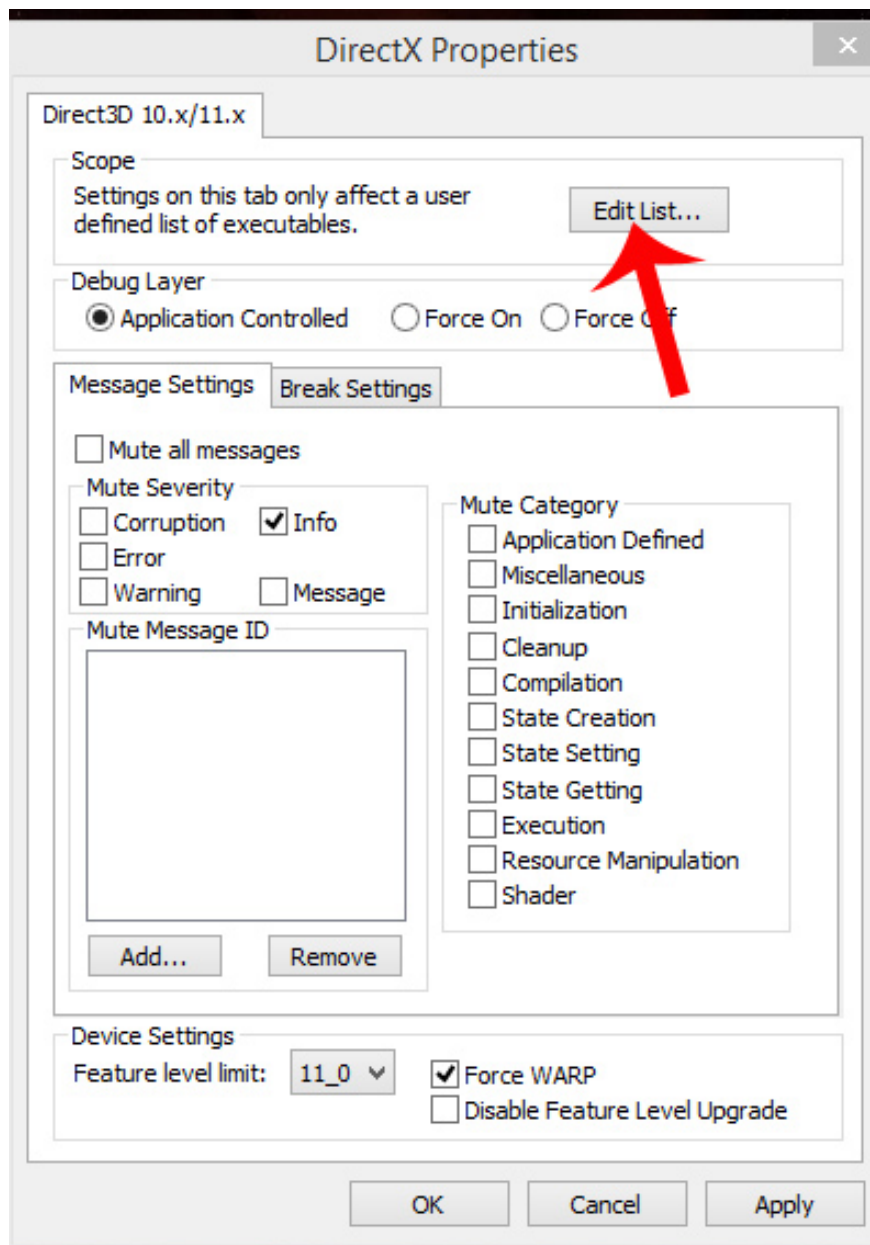 DirectX Properties
Direct3D 10.x/11.x
Scope
Settings on this tab only affect a user
defined list of executables.
Edit List...
Debug Layer
Application Controlled
Force On
Force Off
Message Settings
Break Settings
Mute all messages
Mute Severity
Corruption
Info
Error
Warning
Message
Mute Message ID
Add...
Remove
Mute Category
Application Defined
Miscellaneous
Initialization
Cleanup
Compilation
State Creation
State Setting
State Getting
Execution
Resource Manipulation
Shader
Device Settings
Feature level limit:
11_0
Force WARP
Disable Feature Level Upgrade
OK
Cancel
Apply